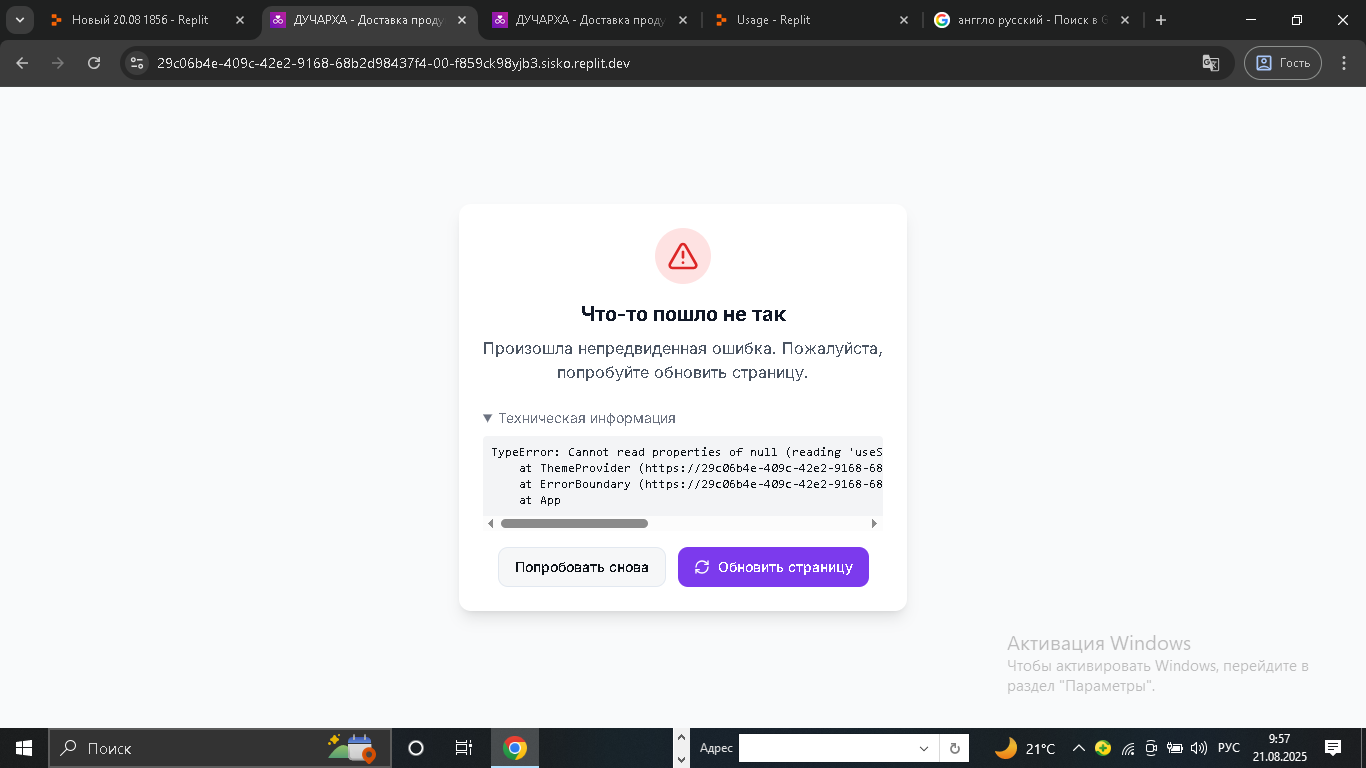 Новый 20.08 1856 - Replit
ДУЧАРХА - Доставка проду
ДУЧАРХА - Доставка проду
Usage - Replit
анггло русский - Поиск в G
29c06b4e-409c-42e2-9168-68b2d98437f4-00-f859ck98yjb3.sisko.replit.dev
Гость
Что-то пошло не так
Произошла непредвиденная ошибка. Пожалуйста,
попробуйте обновить страницу.
▼ Техническая информация
TypeError: Cannot read properties of null (reading 'useS
at ThemeProvider (https://29c06b4e-409c-42e2-9168-68
at ErrorBoundary (https://29c06b4e-409c-42e2-9168-68
at App
Попробовать снова
Обновить страницу
Активация Windows
Чтобы активировать Windows, перейдите в
раздел "Параметры".
Поиск
Адрес
21°C
РУС
9:57
21.08.2025